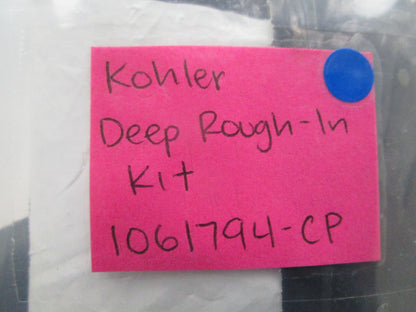 Kohler
Deep Rough-In
Kit
1061794-CP